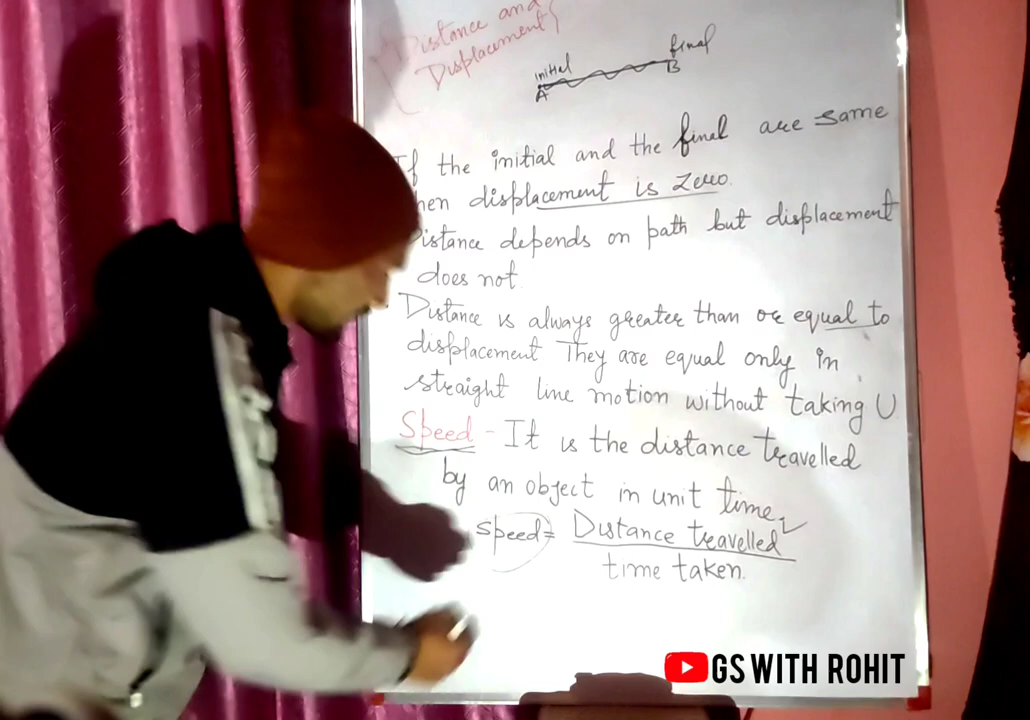 Distance and
Displacement
initial
final
A
B
If the initial and the final are same
then displacement is zero.
Distance depends on path but displacement
does not
Distance is always greater than or equal to
displacement They are equal only in
straight line motion without taking U
Speed - It is the distance travelled
by an object in unit time
speed = Distance travelled
time taken.
GS WITH ROHIT